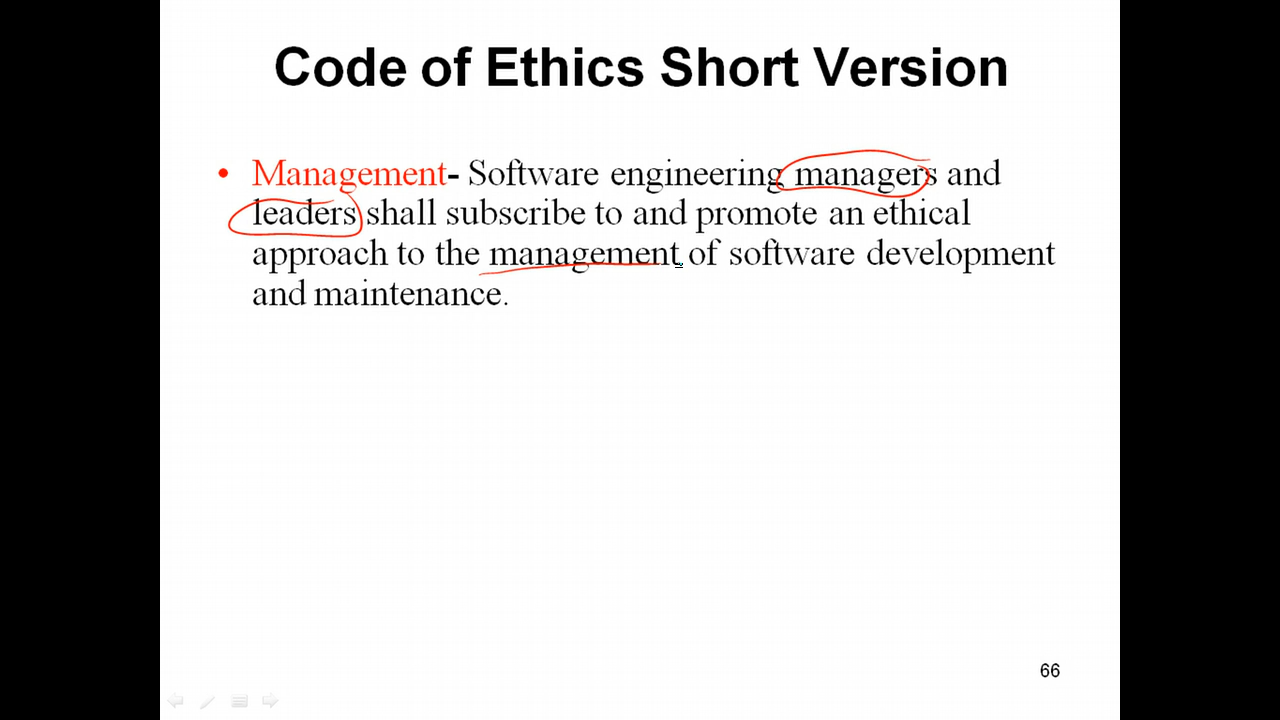 Code of Ethics Short Version
• Management- Software engineering managers and
leaders shall subscribe to and promote an ethical
approach to the management of software development
and maintenance.
66